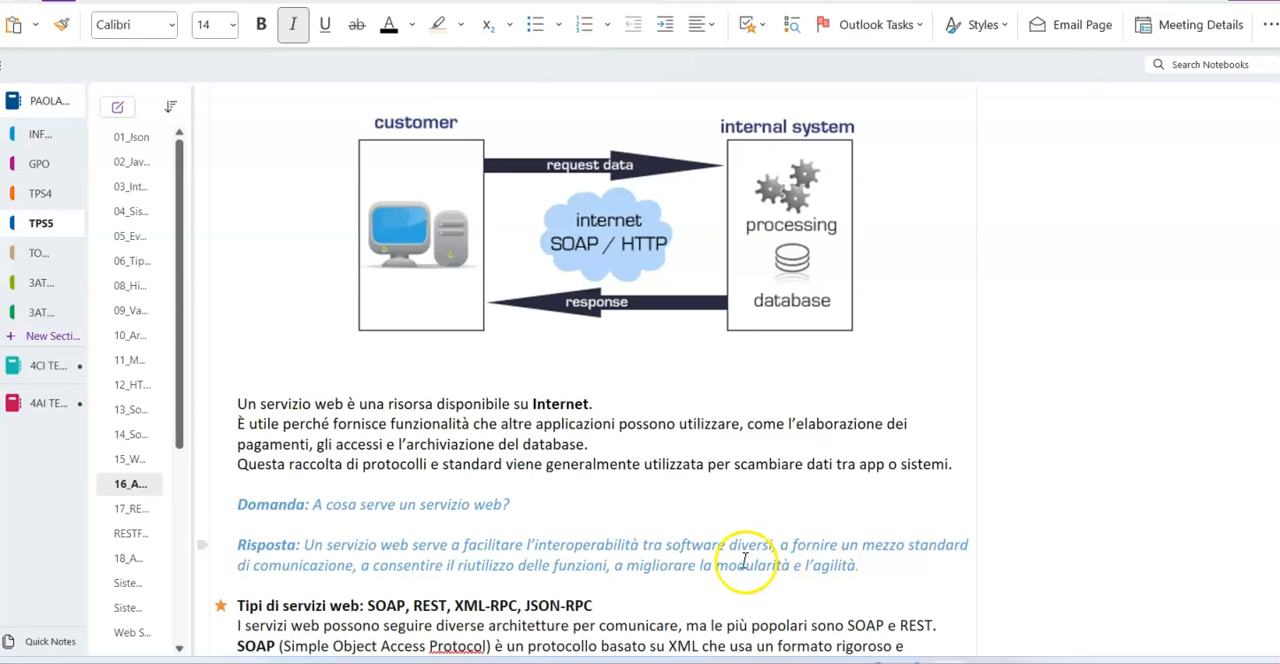 Calibri 14 B I U ab X2 Outlook Tasks Styles Email Page Meeting Details
Search Notebooks
PAOLA...
INF...
GPO
TPS4
TPS5
TO...
3AT...
3AT...
New Secti...
4CI TE...
4AI TE...
Quick Notes
01_Json
02_Jav...
03_Int...
04_Sis...
05_Ev...
06_Tip...
08_Hi...
09_Va...
10_Ar...
11_M...
12_HT...
13_So...
14_So...
15_W...
16_A...
17_RE...
RESTF...
18_A...
Siste...
Siste...
Web S...
customer
internal system
request data
internet
SOAP / HTTP
processing
response
database
Un servizio web è una risorsa disponibile su Internet.
È utile perché fornisce funzionalità che altre applicazioni possono utilizzare, come l’elaborazione dei
pagamenti, gli accessi e l’archiviazione del database.
Questa raccolta di protocolli e standard viene generalmente utilizzata per scambiare dati tra app o sistemi.
Domanda: A cosa serve un servizio web?
Risposta: Un servizio web serve a facilitare l’interoperabilità tra software diversi, a fornire un mezzo standard
di comunicazione, a consentire il riutilizzo delle funzioni, a migliorare la modularità e l’agilità.
Tipi di servizi web: SOAP, REST, XML-RPC, JSON-RPC
I servizi web possono seguire diverse architetture per comunicare, ma le più popolari sono SOAP e REST.
SOAP (Simple Object Access Protocol) è un protocollo basato su XML che usa un formato rigoroso e